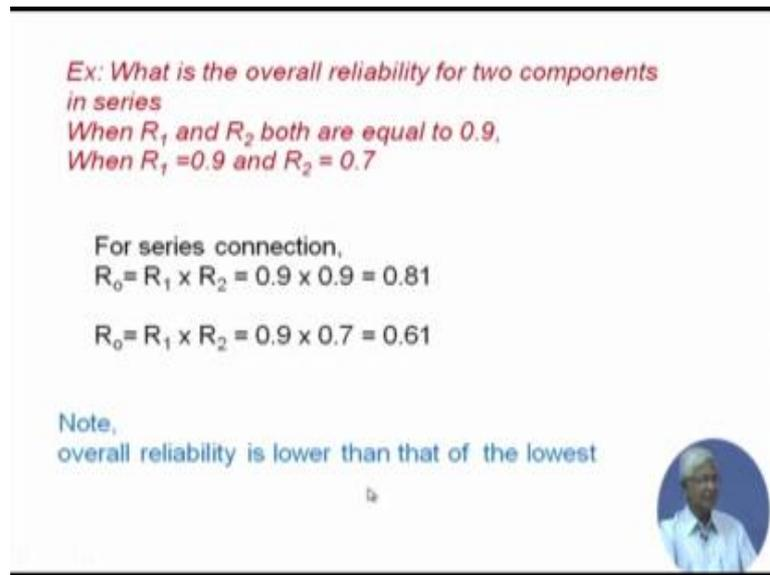 Ex: What is the overall reliability for two components
in series
When R₁ and R₂ both are equal to 0.9,
When R₁ =0.9 and R₂ = 0.7
For series connection,
Rₒ= R₁ x R₂ = 0.9 x 0.9 = 0.81
Rₒ= R₁ x R₂ = 0.9 x 0.7 = 0.61
Note,
overall reliability is lower than that of the lowest